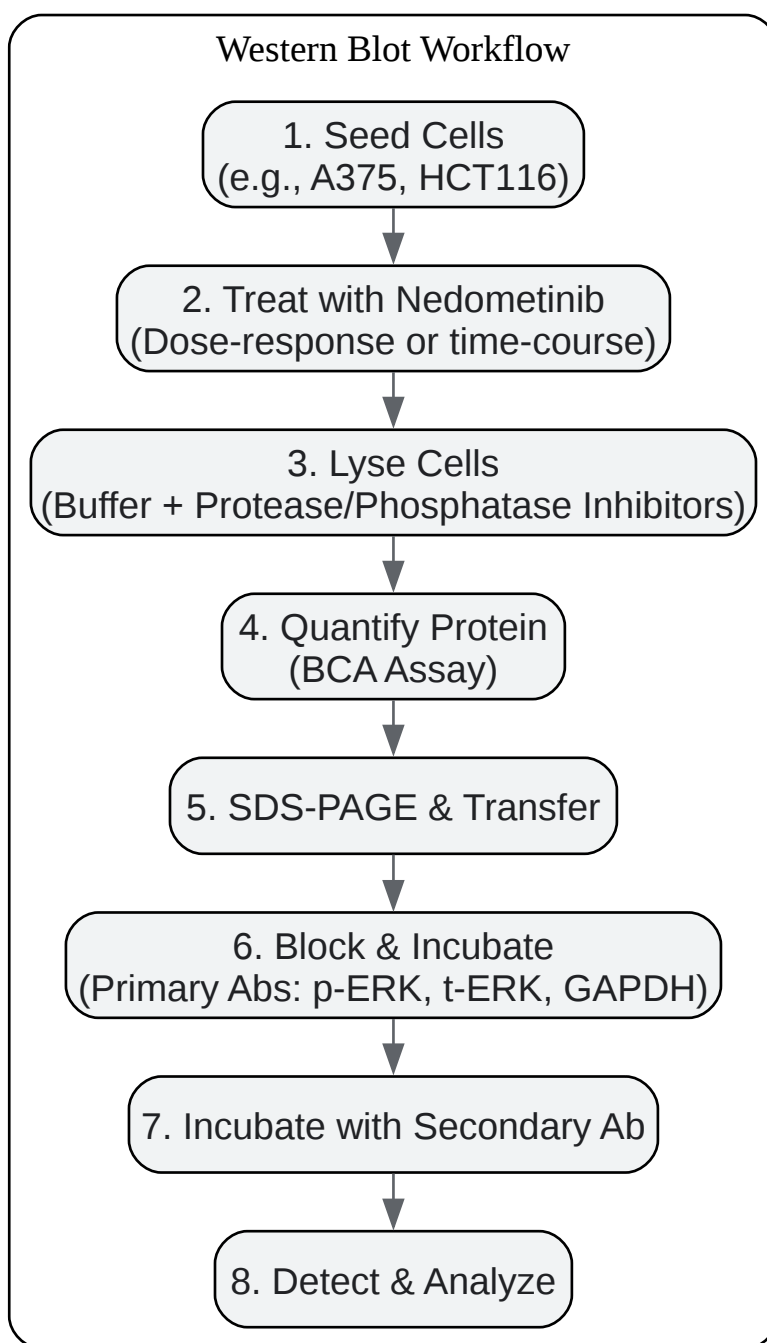 Western Blot Workflow
1. Seed Cells
(e.g., A375, HCT116)
2. Treat with Nedometinib
(Dose-response or time-course)
3. Lyse Cells
(Buffer + Protease/Phosphatase Inhibitors)
4. Quantify Protein
(BCA Assay)
5. SDS-PAGE & Transfer
6. Block & Incubate
(Primary Abs: p-ERK, t-ERK, GAPDH)
7. Incubate with Secondary Ab
8. Detect & Analyze